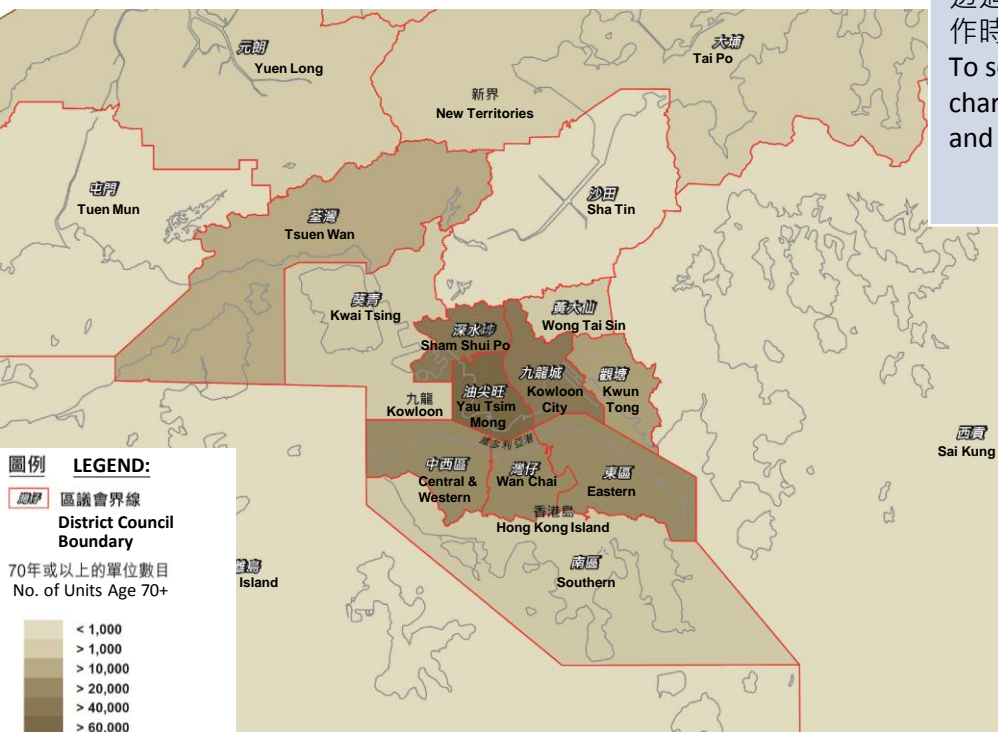 元朗
Yuen Long
大埔
Tai Po
作時
To se
char
and
新界
New Territories
屯門
Tuen Mun
荃灣
Tsuen Wan
沙田
Sha Tin
葵青
Kwai Tsing
黃大仙
Wong Tai Sin
深水埗
Sham Shui Po
九龍城
Kowloon
City
觀塘
Kwun
Tong
九龍
Kowloon
油尖旺
Yau Tsim
Mong
維多利亞港
西貢
Sai Kung
中西區
Central &
Western
灣仔
Wan Chai
東區
Eastern
香港島
Hong Kong Island
南區
Southern
離島
Island
圖例 LEGEND:
灣仔 區議會界線
District Council
Boundary
70年或以上的單位數目
No. of Units Age 70+
< 1,000
> 1,000
> 10,000
> 20,000
> 40,000
> 60,000